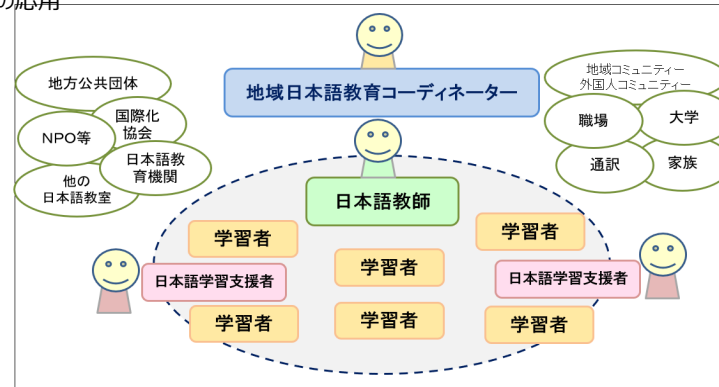 の応用
地方公共団体
国際化
協会
NPO等
日本語教
育機関
他の
日本語教室
地域日本語教育コーディネーター
地域コミュニティー
外国人コミュニティー
職場
大学
通訳
家族
日本語教師
学習者
学習者
学習者
日本語学習支援者
日本語学習支援者
学習者
学習者
学習者